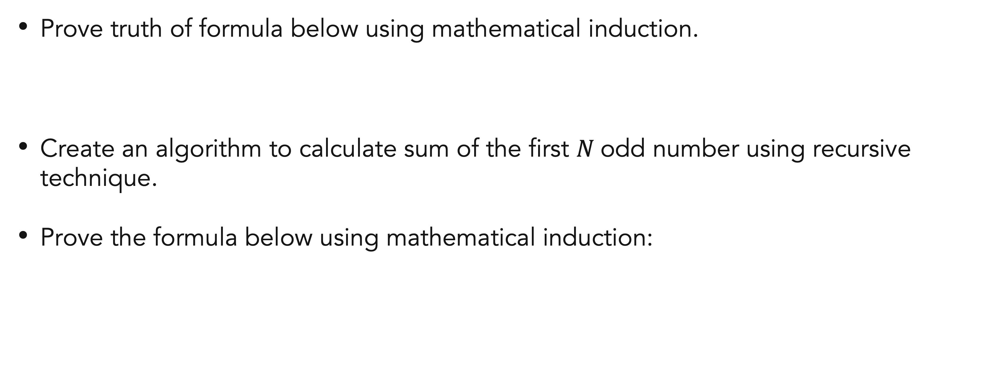 • Prove truth of formula below using mathematical induction.
• Create an algorithm to calculate sum of the first N odd number using recursive
technique.
• Prove the formula below using mathematical induction: